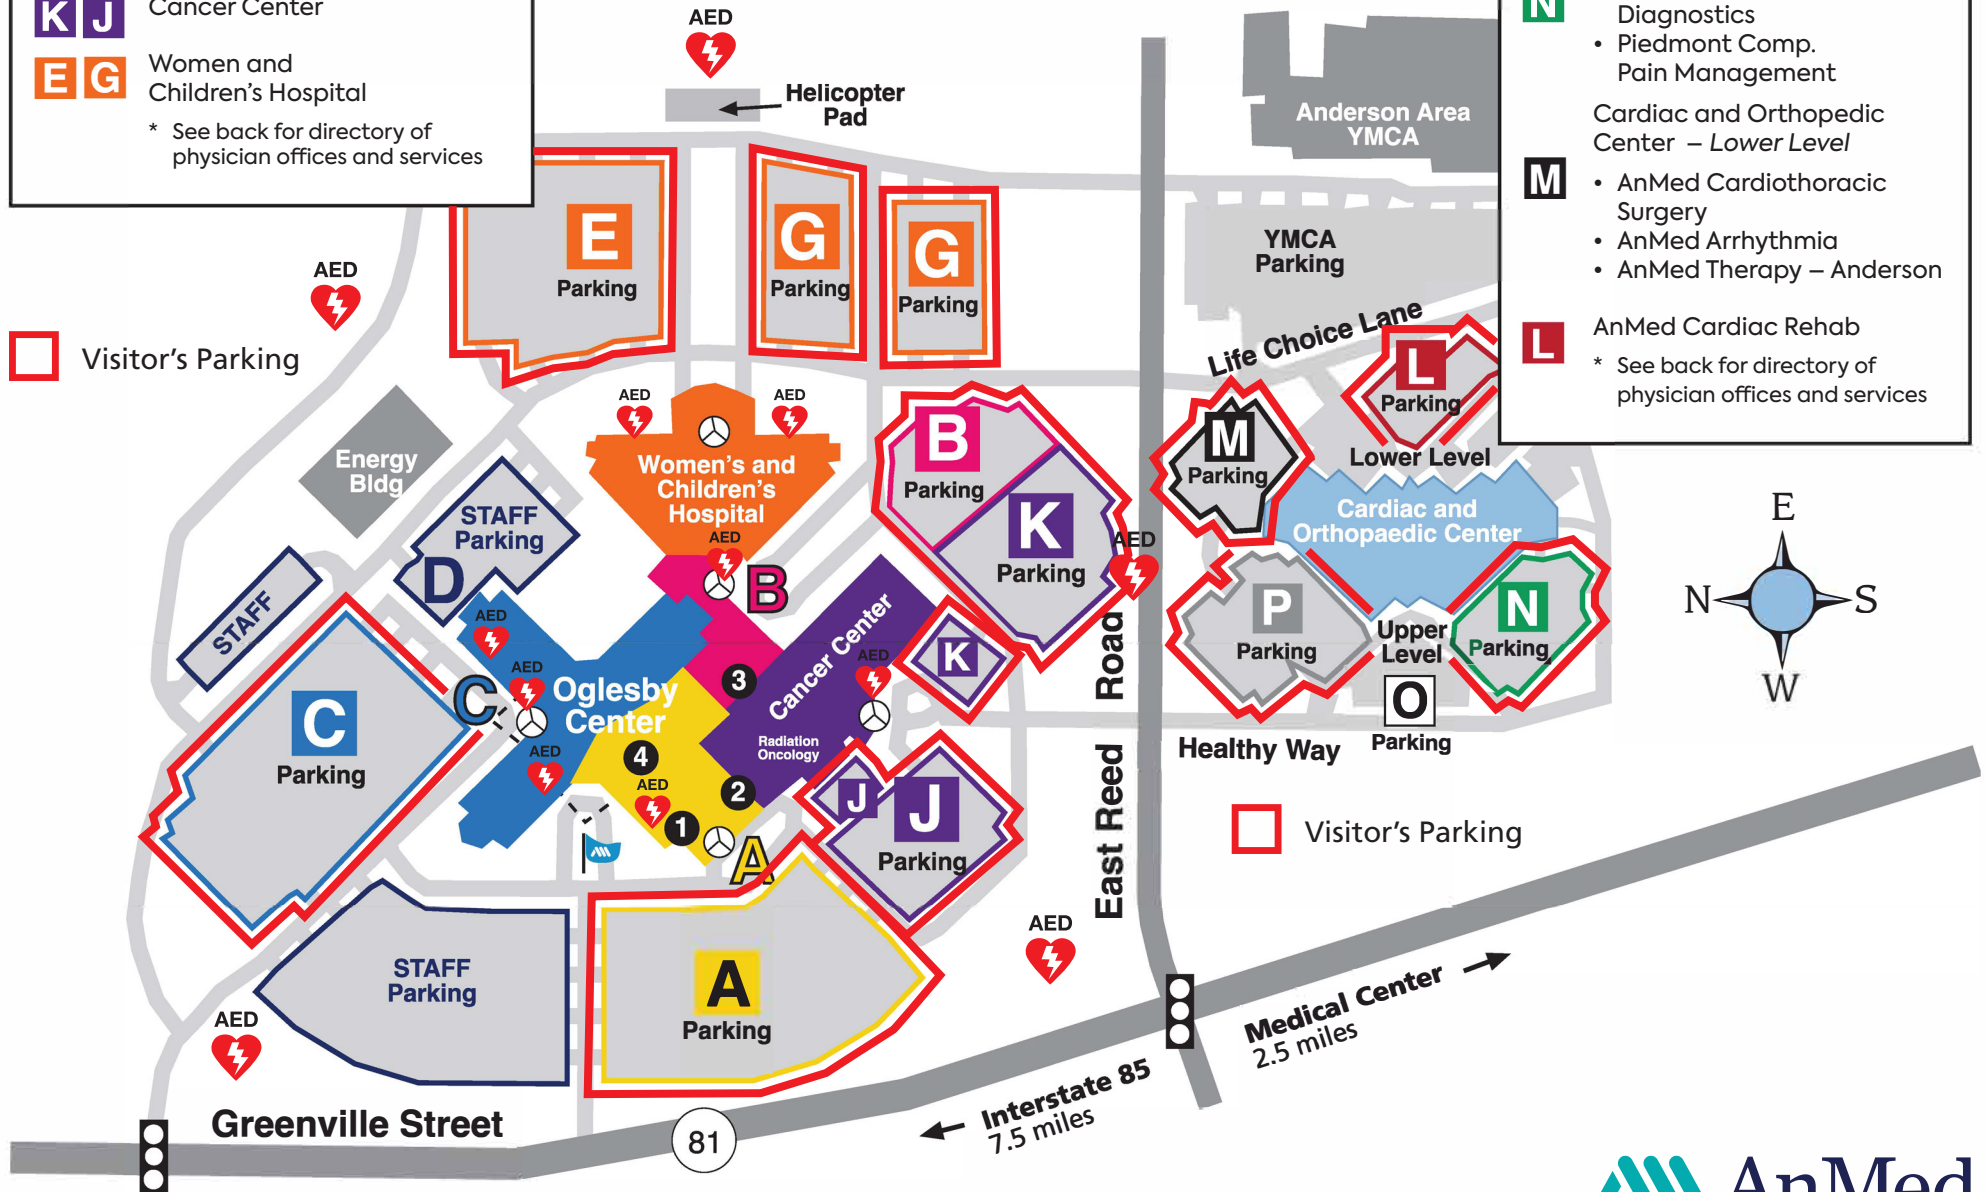 K J Cancer Center
E G Women and
Children's Hospital
* See back for directory of
physician offices and services
AED
Helicopter
Pad
Anderson Area
YMCA
N
Diagnostics
• Piedmont Comp.
Pain Management
Cardiac and Orthopedic
Center – Lower Level
M • AnMed Cardiothoracic
Surgery
• AnMed Arrhythmia
• AnMed Therapy – Anderson
L AnMed Cardiac Rehab
* See back for directory of
physician offices and services
E
Parking
G
Parking
G
Parking
YMCA
Parking
AED
Visitor's Parking
Life Choice Lane
L
Parking
Lower Level
AED
AED
Women's and
Children's
Hospital
AED
B
Parking
K
Parking
AED
M
Parking
Cardiac and
Orthopaedic Center
Energy
Bldg
STAFF
Parking
D
STAFF
B
P
Parking
Upper
Level
N
Parking
O
Parking
E
N
S
W
C
Parking
C
AED
AED
AED
Oglesby
Center
3
4
AED
1
2
A
Cancer Center
Radiation
Oncology
AED
K
J
J
Parking
East Reed Road
Healthy Way
Visitor's Parking
STAFF
Parking
A
Parking
AED
AED
Medical Center
2.5 miles
Interstate 85
7.5 miles
Greenville Street
81
AnMed